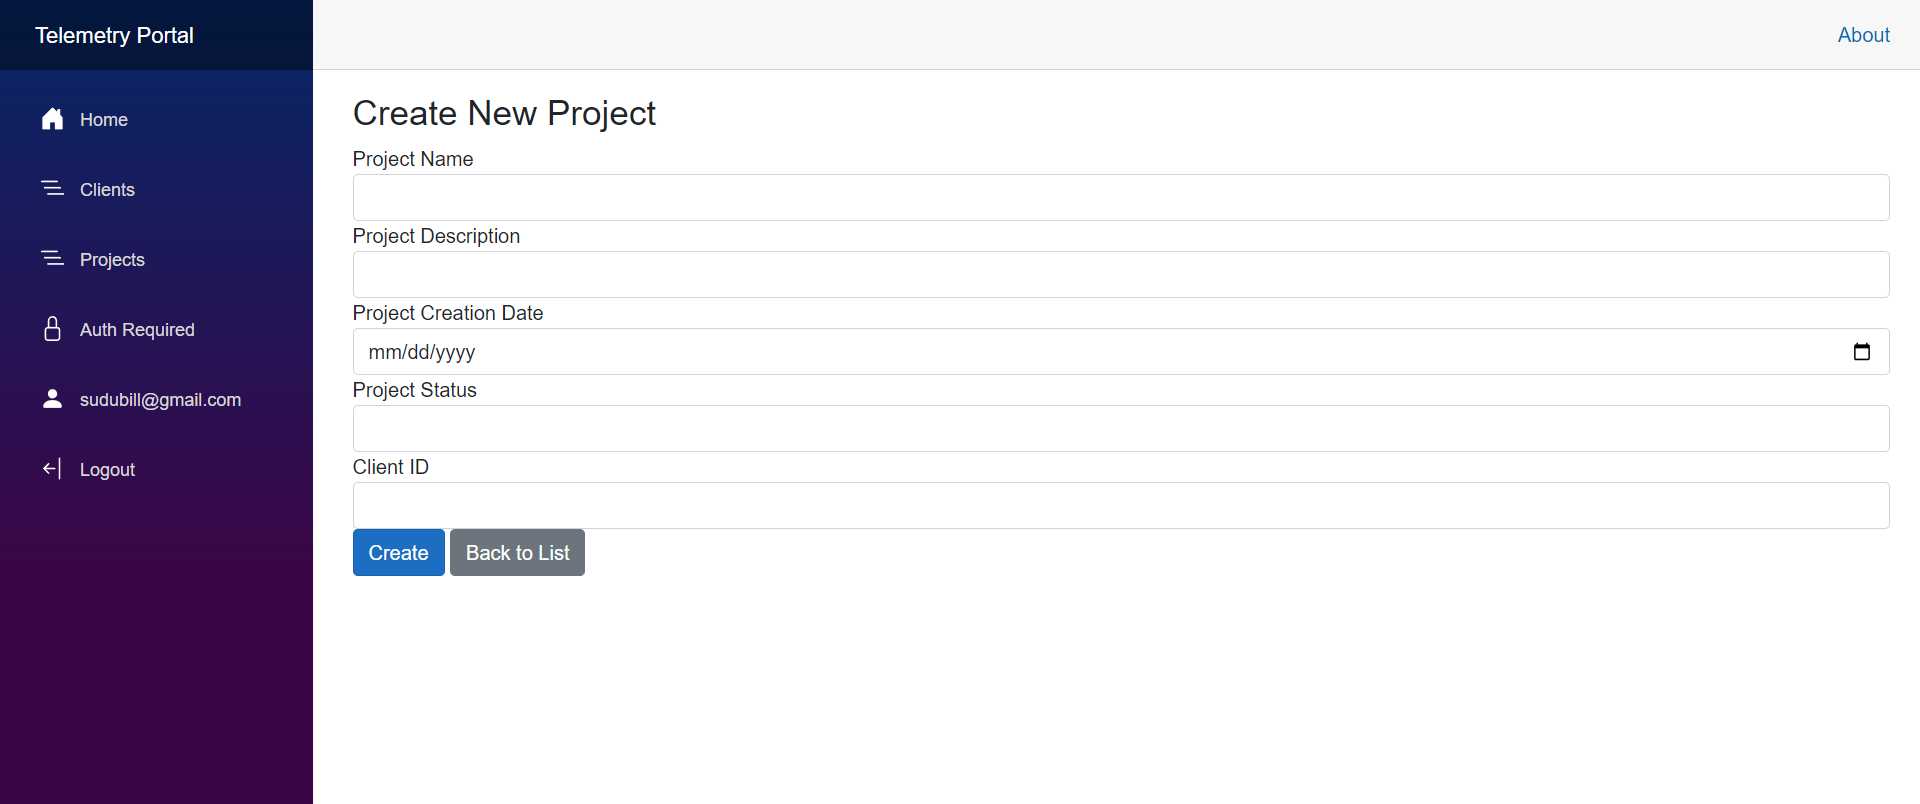 Telemetry Portal
About
Home
Clients
Projects
Auth Required
sudubill@gmail.com
Logout
Create New Project
Project Name
Project Description
Project Creation Date
mm/dd/yyyy
Project Status
Client ID
Create Back to List